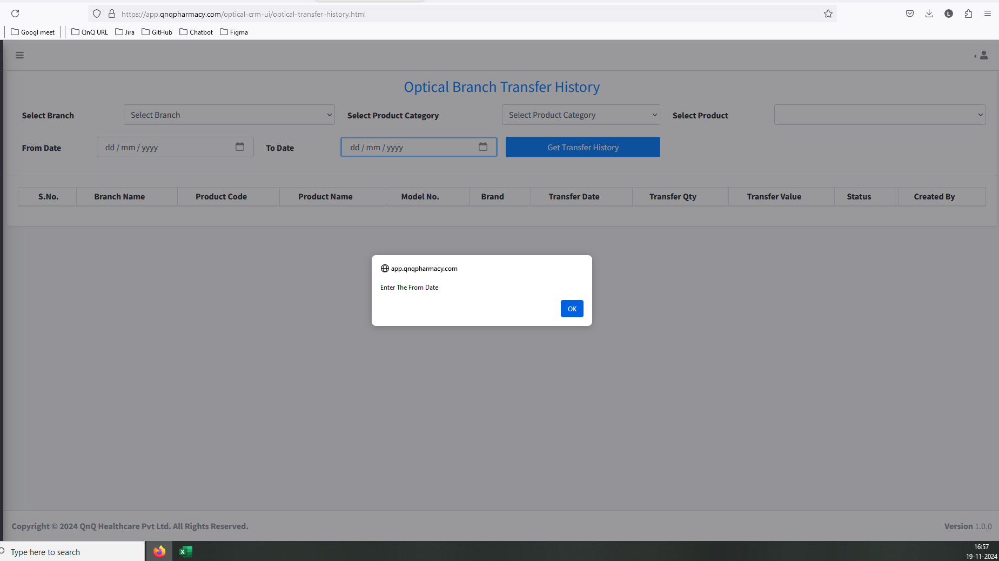 https://app.qnqpharmacy.com/optical-crm-ui/optical-transfer-history.html
L
Googl meet QnQ URL Jira GitHub Chatbot Figma
Optical Branch Transfer History
Select Branch Select Branch Select Product Category Select Product Category Select Product
From Date dd / mm / yyyy To Date dd / mm / yyyy Get Transfer History
S.No. Branch Name Product Code Product Name Model No. Brand Transfer Date Transfer Qty Transfer Value Status Created By
app.qnqpharmacy.com
Enter The From Date
OK
Copyright © 2024 QnQ Healthcare Pvt Ltd. All Rights Reserved. Version 1.0.0
Type here to search
16:57
19-11-2024